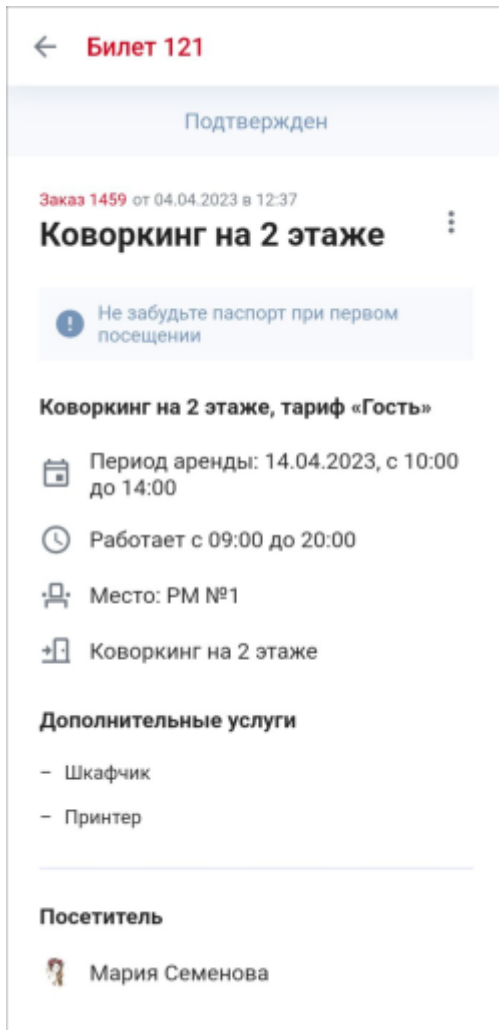 Билет 121
Подтвержден
Заказ 1459 от 04.04.2023 в 12:37
Коворкинг на 2 этаже
Не забудьте паспорт при первом
посещении
Коворкинг на 2 этаже, тариф «Гость»
Период аренды: 14.04.2023, с 10:00
до 14:00
Работает с 09:00 до 20:00
Место: РМ №1
Коворкинг на 2 этаже
Дополнительные услуги
– Шкафчик
– Принтер
Посетитель
Мария Семенова